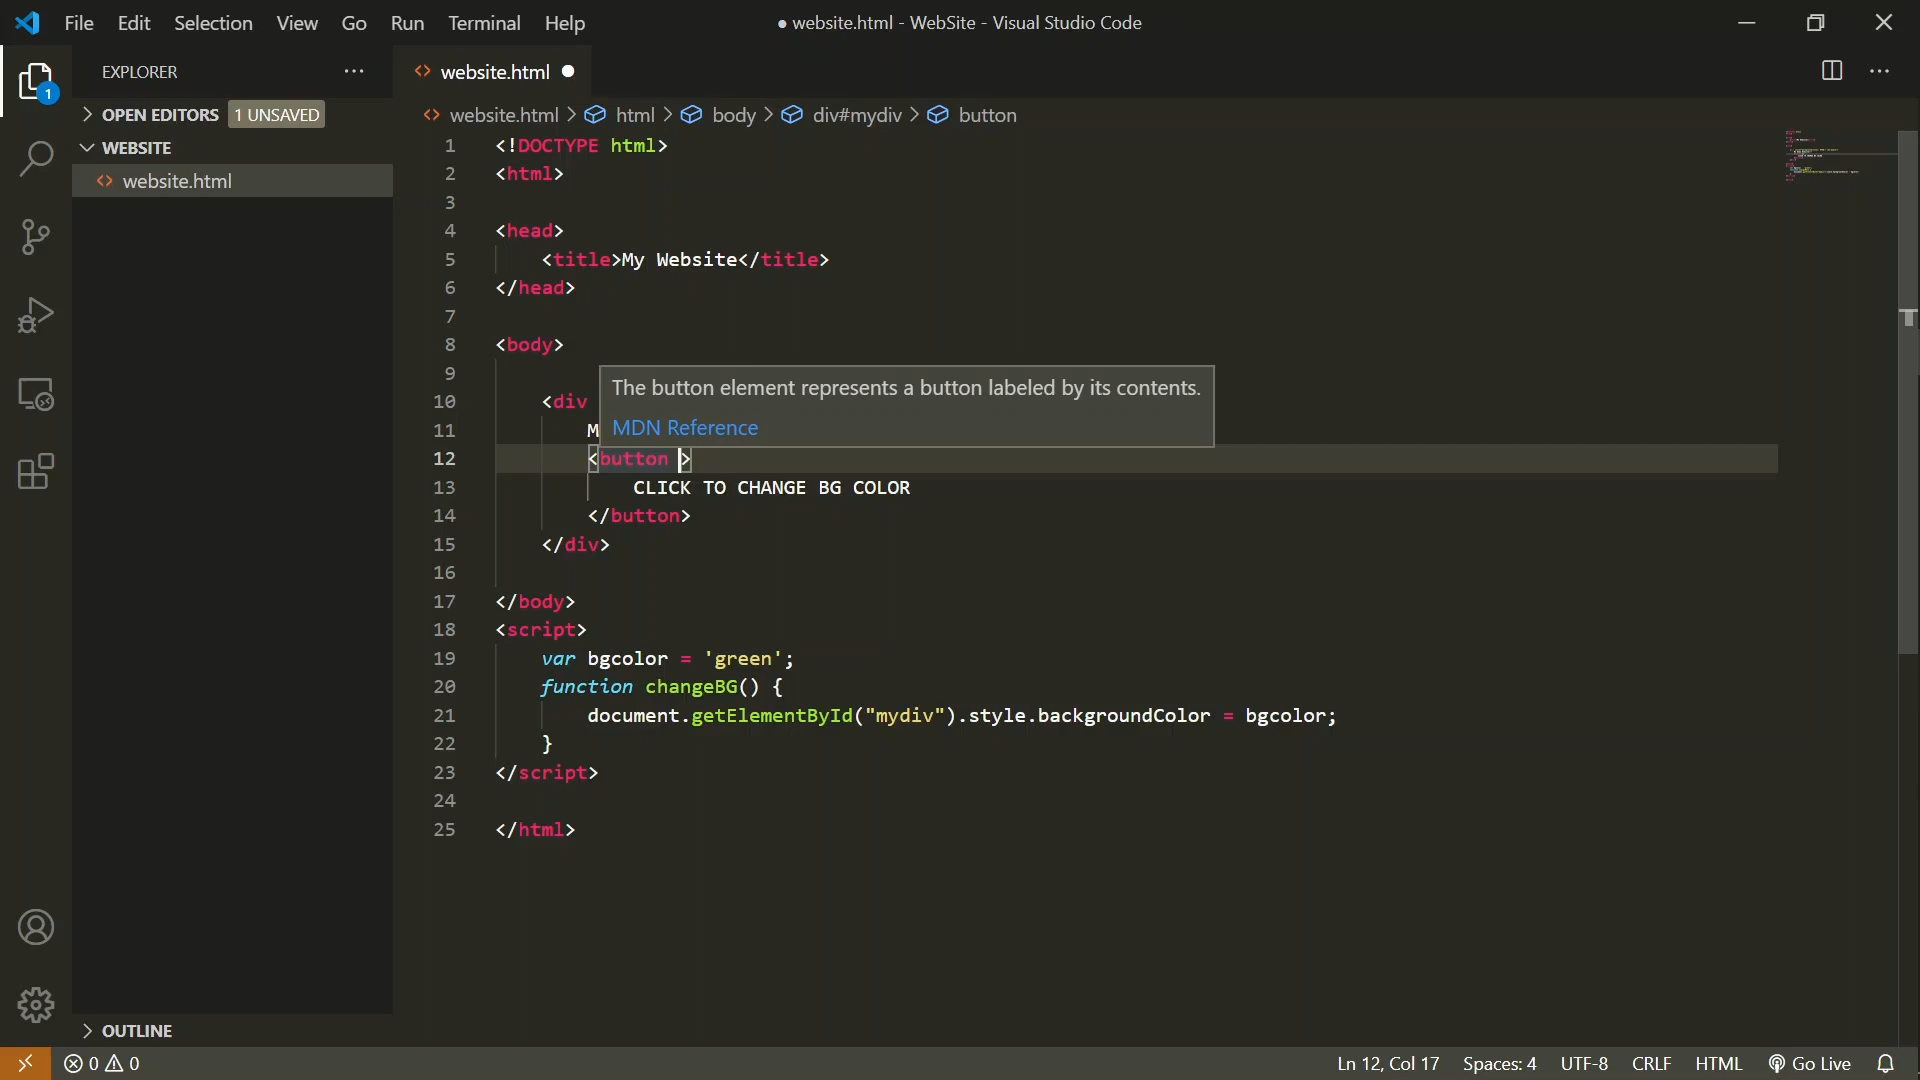 File Edit Selection View Go Run Terminal Help
● website.html - WebSite - Visual Studio Code
EXPLORER
website.html
1
OPEN EDITORS 1 UNSAVED
website.html > html > body > div#mydiv > button
WEBSITE
website.html
1 <!DOCTYPE html>
2 <html>
3
4 <head>
5 <title>My Website</title>
6 </head>
7
8 <body>
9
The button element represents a button labeled by its contents.
10 <div
11 M
MDN Reference
12 <button >
13 CLICK TO CHANGE BG COLOR
14 </button>
15 </div>
16
17 </body>
18 <script>
19 var bgcolor = 'green';
20 function changeBG() {
21 document.getElementById("mydiv").style.backgroundColor = bgcolor;
22 }
23 </script>
24
25 </html>
OUTLINE
0 0
Ln 12, Col 17 Spaces: 4 UTF-8 CRLF HTML Go Live